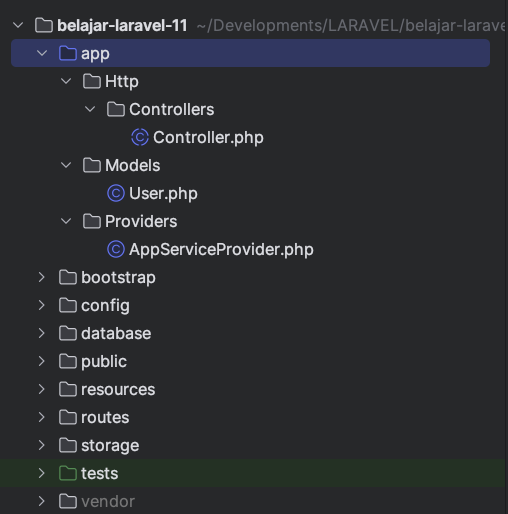 belajar-laravel-11 ~/Developments/LARAVEL/belajar-larave
app
Http
Controllers
Controller.php
Models
User.php
Providers
AppServiceProvider.php
bootstrap
config
database
public
resources
routes
storage
tests
vendor